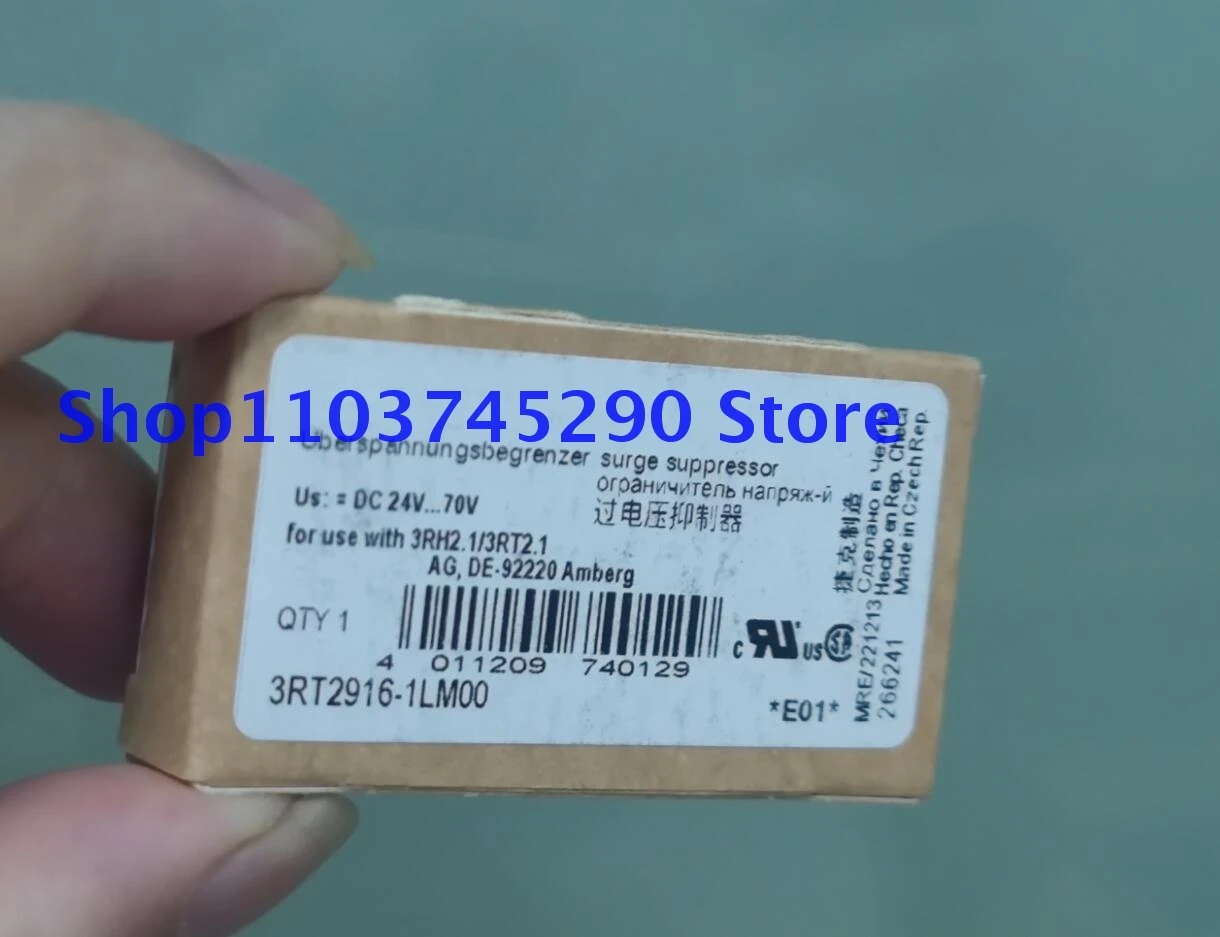 Shop1103745290 Store
Überspannungsbegrenzer surge suppressor
ограничитель напряж-й
过电压抑制器
Us: = DC 24V...70V
for use with 3RH2.1/3RT2.1
AG, DE-92220 Amberg
QTY 1
4 011209 740129
3RT2916-1LM00
c RU us
*E01*
捷克制造 Сделано в Чехии
Hecho en Rep. Checa
Made in Czech Rep.
MRE/221213
266241